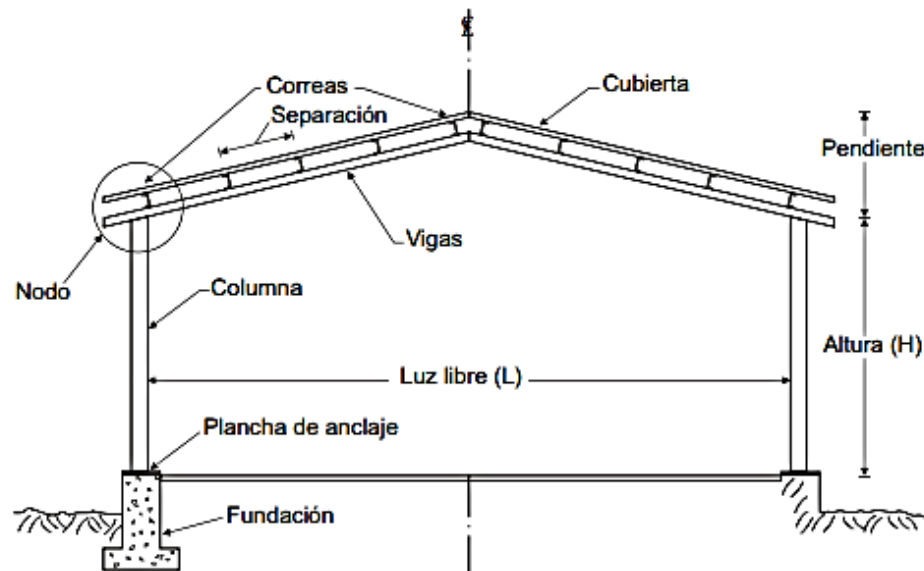 ℄
Correas
Separación
Cubierta
Pendiente
Vigas
Nodo
Columna
Altura (H)
Luz libre (L)
Plancha de anclaje
Fundación